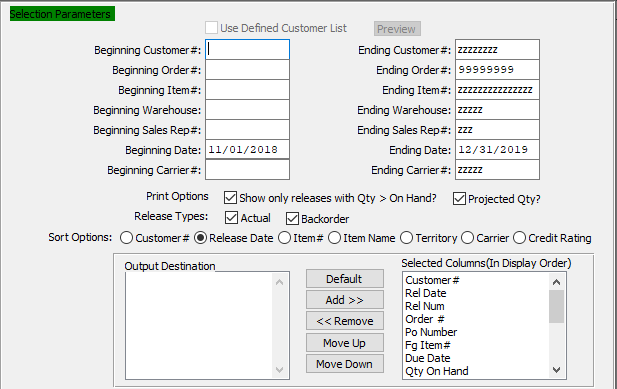 Selection Parameters
Use Defined Customer List Preview
Beginning Customer#: Ending Customer#: zzzzzzzz
Beginning Order#: Ending Order#: 99999999
Beginning Item#: Ending Item#: zzzzzzzzzzzzzzz
Beginning Warehouse: Ending Warehouse: zzzzz
Beginning Sales Rep#: Ending Sales Rep#: zzz
Beginning Date: 11/01/2018 Ending Date: 12/31/2019
Beginning Carrier#: Ending Carrier#: zzzzz
Print Options Show only releases with Qty > On Hand? Projected Qty?
Release Types: Actual Backorder
Sort Options: Customer# Release Date Item# Item Name Territory Carrier Credit Rating
Output Destination Selected Columns(In Display Order)
Default
Add >>
<< Remove
Move Up
Move Down
Customer#
Rel Date
Rel Num
Order #
Po Number
Fg Item#
Due Date
Qty On Hand